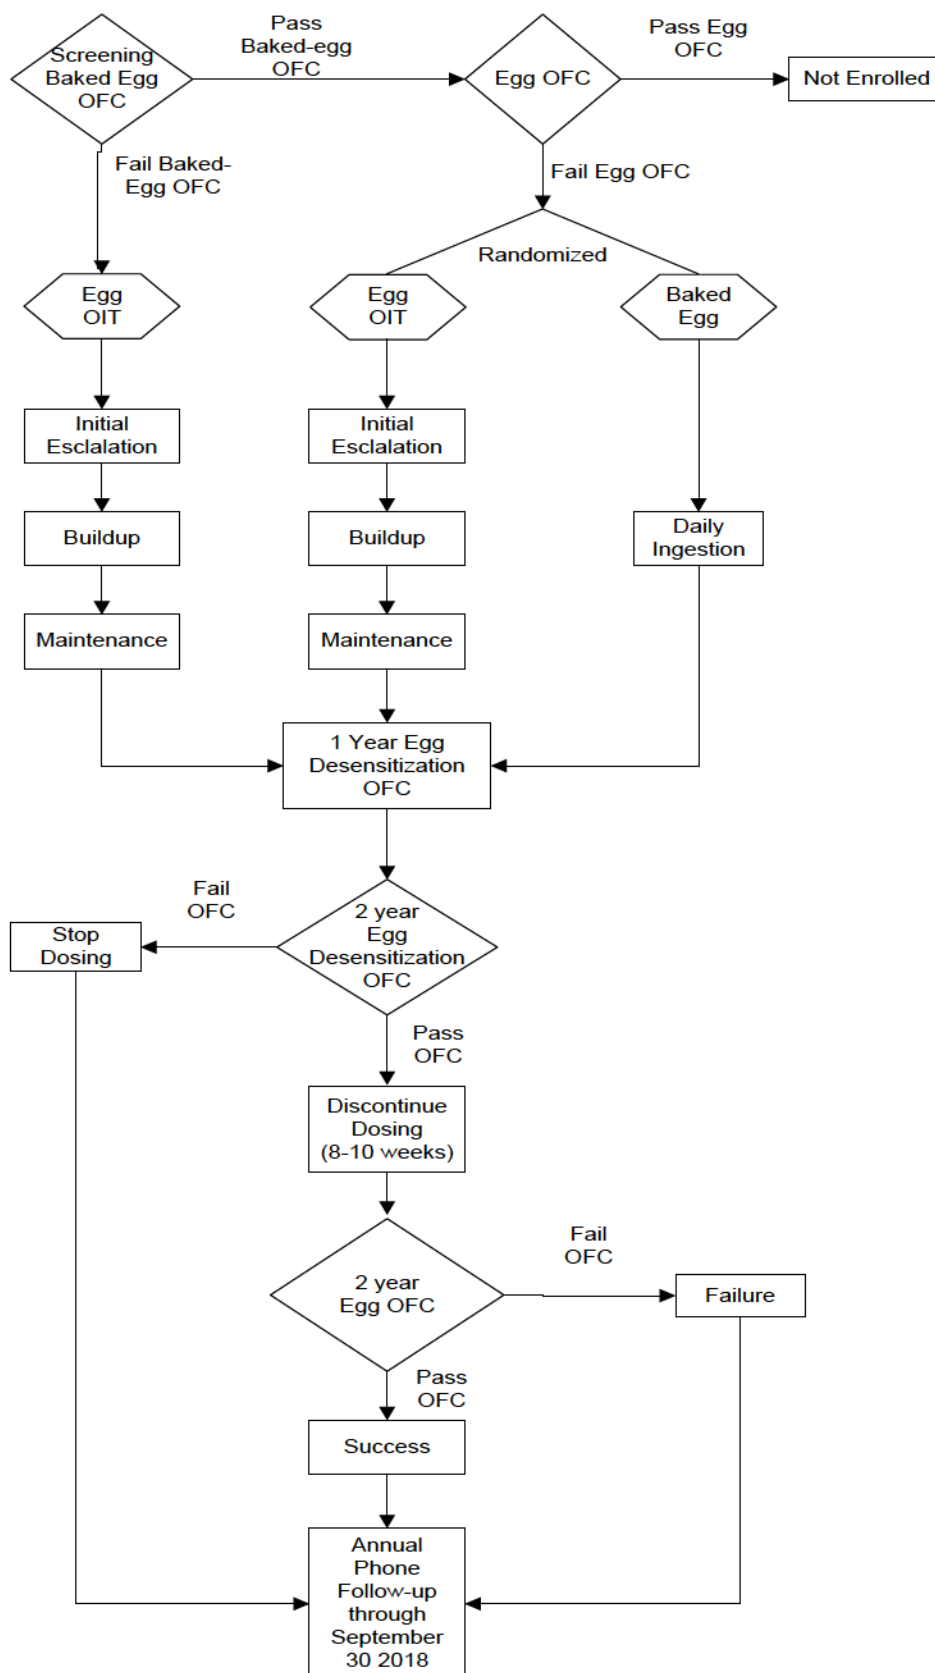 Screening
Baked Egg
OFC
Pass
Baked-egg
OFC
Egg OFC
Pass Egg
OFC
Not Enrolled
Fail Baked-
Egg OFC
Fail Egg OFC
Randomized
Egg
OIT
Egg
OIT
Baked
Egg
Initial
Esclalation
Initial
Esclalation
Buildup
Buildup
Daily
Ingestion
Maintenance
Maintenance
1 Year Egg
Desensitization
OFC
Fail
OFC
Stop
Dosing
2 year
Egg
Desensitization
OFC
Pass
OFC
Discontinue
Dosing
(8-10 weeks)
2 year
Egg OFC
Fail
OFC
Failure
Pass
OFC
Success
Annual
Phone
Follow-up
through
September
30 2018